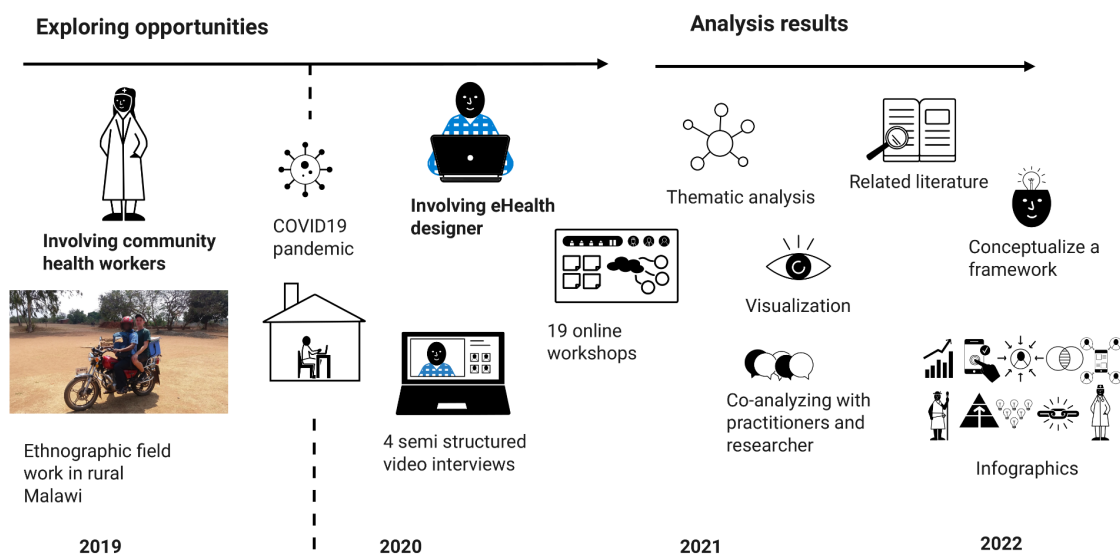 Exploring opportunities
Analysis results
Involving community
health workers
COVID19
pandemic
Involving eHealth
designer
Thematic analysis
Related literature
Conceptualize a
framework
Visualization
19 online
workshops
Co-analyzing with
practitioners and
researcher
Ethnographic field
work in rural
Malawi
4 semi structured
video interviews
Infographics
2019
2020
2021
2022